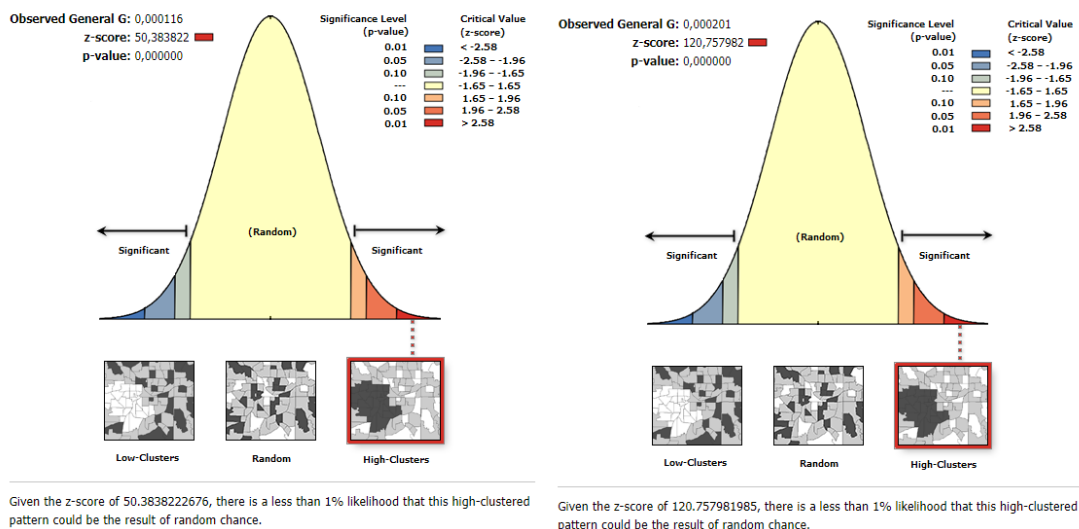 Observed General G: 0,000116
z-score: 50,383822
p-value: 0,000000
Significance Level
(p-value)
Critical Value
(z-score)
0.01 < -2.58
0.05 -2.58 – -1.96
0.10 -1.96 – -1.65
--- -1.65 – 1.65
0.10 1.65 – 1.96
0.05 1.96 – 2.58
0.01 > 2.58
Significant
(Random)
Significant
Low-Clusters
Random
High-Clusters
Given the z-score of 50.3838222676, there is a less than 1% likelihood that this high-clustered
pattern could be the result of random chance.
Observed General G: 0,000201
z-score: 120,757982
p-value: 0,000000
Significance Level
(p-value)
Critical Value
(z-score)
0.01 < -2.58
0.05 -2.58 – -1.96
0.10 -1.96 – -1.65
--- -1.65 – 1.65
0.10 1.65 – 1.96
0.05 1.96 – 2.58
0.01 > 2.58
Significant
(Random)
Significant
Low-Clusters
Random
High-Clusters
Given the z-score of 120.757981985, there is a less than 1% likelihood that this high-clustered
pattern could be the result of random chance.